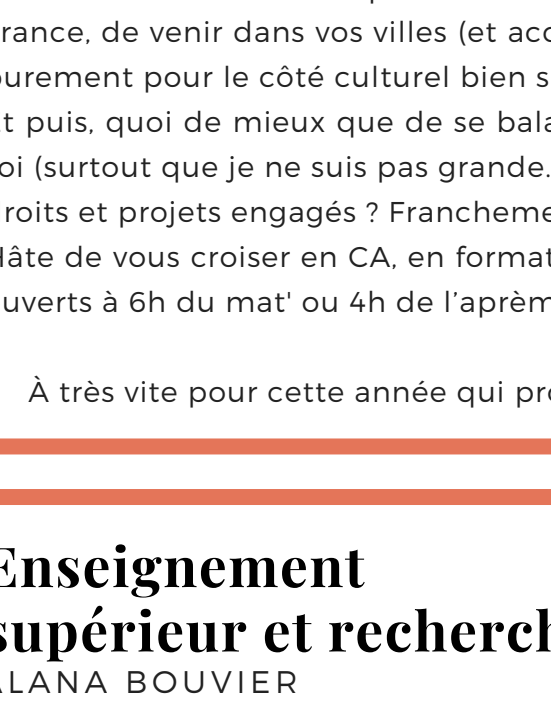 rance, de venir dans vos villes (et acc
purement pour le côté culturel bien s
t puis, quoi de mieux que de se bala
oi (surtout que je ne suis pas grande.
roits et projets engagés ? Francheme
Hâte de vous croiser en CA, en format
uverts à 6h du mat' ou 4h de l’aprèm
À très vite pour cette année qui pro
Enseignement
supérieur et recherch
ALANA BOUVIER